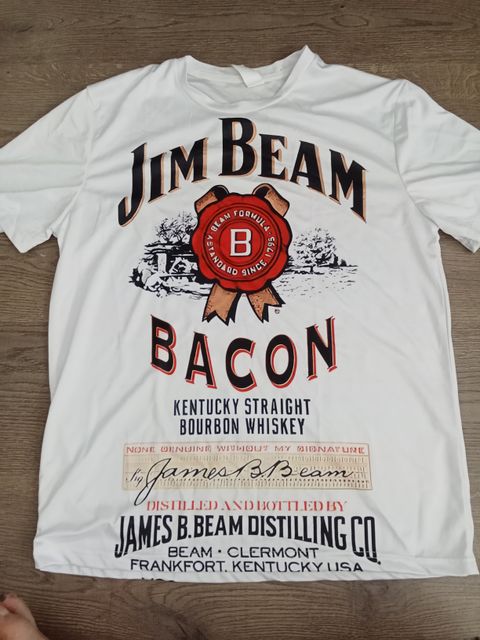 JIM BEAM
BEAM FORMULA
B
A STANDARD SINCE 1795
BACON
KENTUCKY STRAIGHT
BOURBON WHISKEY
NONE GENUINE WITHOUT MY SIGNATURE
James B. Beam
DISTILLED AND BOTTLED BY
JAMES B. BEAM DISTILLING CO.
BEAM · CLERMONT
FRANKFORT, KENTUCKY USA